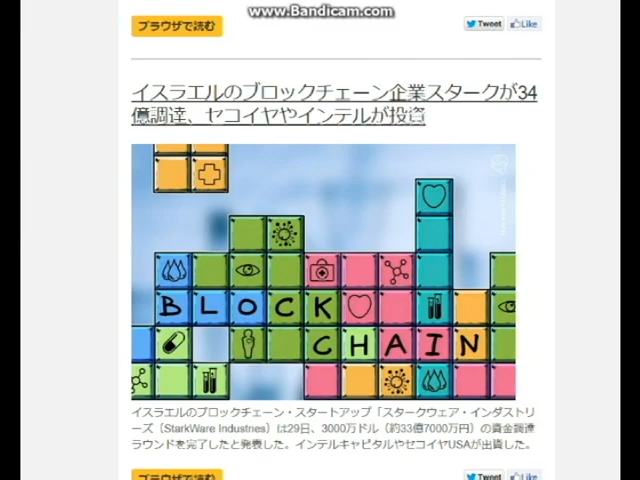 www.Bandicam.com
ブラウザで読む
Tweet
Like
イスラエルのブロックチェーン企業スタークが34
億調達、セコイヤやインテルが投資
BLOCK
CHAIN
イスラエルのブロックチェーン・スタートアップ「スタークウェア・インダストリ
ーズ（StarkWare Industries）は29日、3000万ドル（約33億7000万円）の資金調達
ラウンドを完了したと発表した。インテルキャピタルやセコイヤUSAが出資した。
ブラウザで読む
Tweet
Like